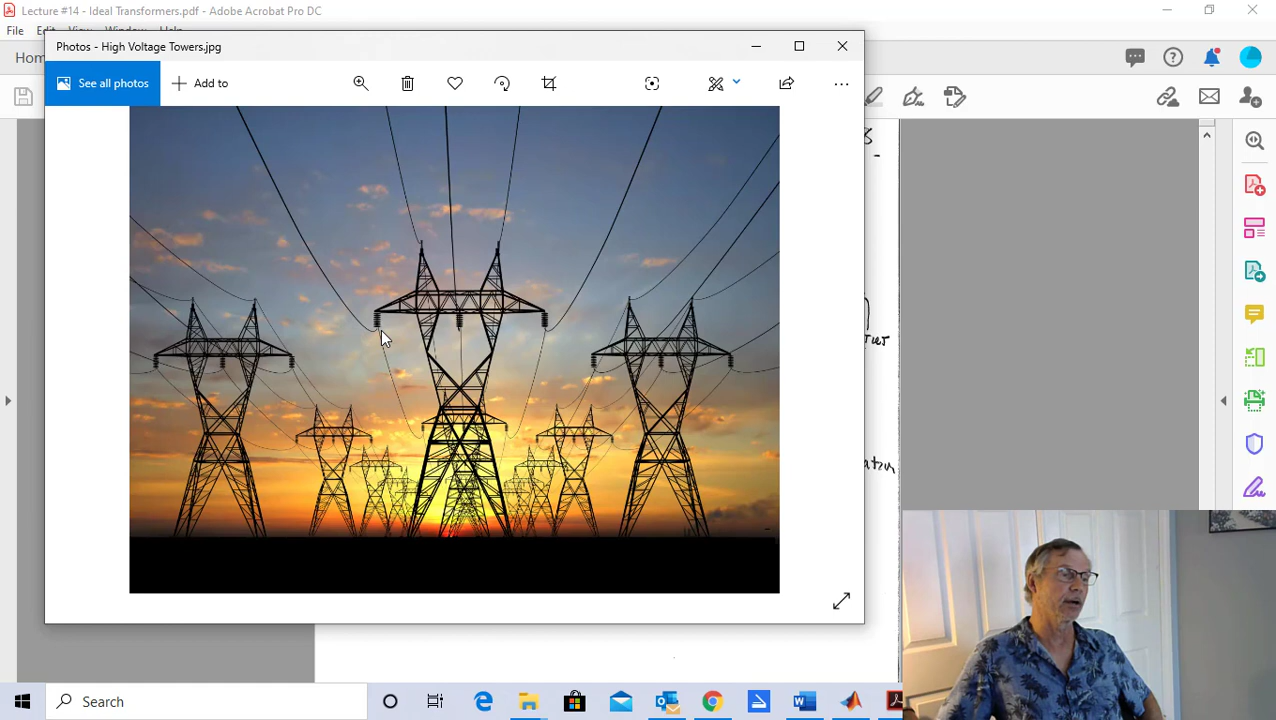 Lecture #14 - Ideal Transformers.pdf - Adobe Acrobat Pro DC
File
Window
Photos - High Voltage Towers.jpg
See all photos
Add to
Search